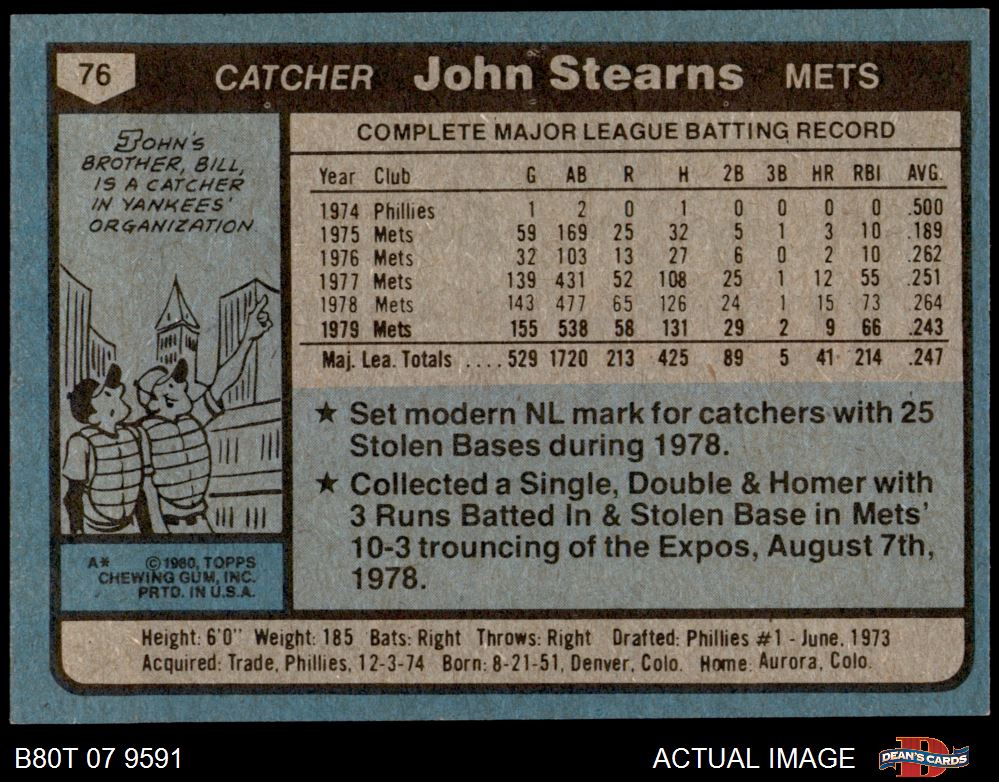 76 CATCHER John Stearns METS
JOHN'S
BROTHER, BILL,
IS A CATCHER
IN YANKEES'
ORGANIZATION
A* ©1980, TOPPS
CHEWING GUM, INC.
PRTD. IN U.S.A.
COMPLETE MAJOR LEAGUE BATTING RECORD
Year Club G AB R H 2B 3B HR RBI AVG.
1974 Phillies 1 2 0 1 0 0 0 0 .500
1975 Mets 59 169 25 32 5 1 3 10 .189
1976 Mets 32 103 13 27 6 0 2 10 .262
1977 Mets 139 431 52 108 25 1 12 55 .251
1978 Mets 143 477 65 126 24 1 15 73 .264
1979 Mets 155 538 58 131 29 2 9 66 .243
Maj. Lea. Totals .... 529 1720 213 425 89 5 41 214 .247
★ Set modern NL mark for catchers with 25
Stolen Bases during 1978.
★ Collected a Single, Double & Homer with
3 Runs Batted In & Stolen Base in Mets'
10-3 trouncing of the Expos, August 7th,
1978.
Height: 6'0" Weight: 185 Bats: Right Throws: Right Drafted: Phillies #1 - June, 1973
Acquired: Trade, Phillies, 12-3-74 Born: 8-21-51, Denver, Colo. Home: Aurora, Colo.
B80T 07 9591 ACTUAL IMAGE DEAN'S CARDS